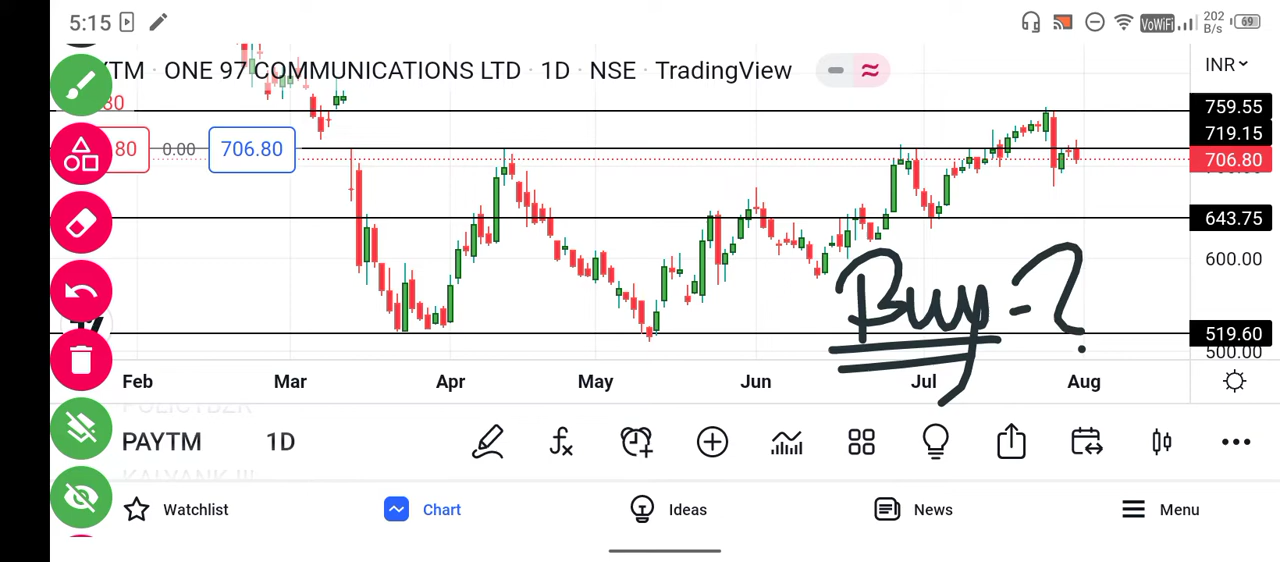 5:15 VoWiFi 202 B/s 69
YTM · ONE 97 COMMUNICATIONS LTD · 1D · NSE · TradingView
INR
80
759.55
719.15
80 0.00 706.80
706.80
643.75
600.00
Buy-?
519.60
500.00
Feb Mar Apr May Jun Jul Aug
PAYTM 1D
Watchlist Chart Ideas News Menu